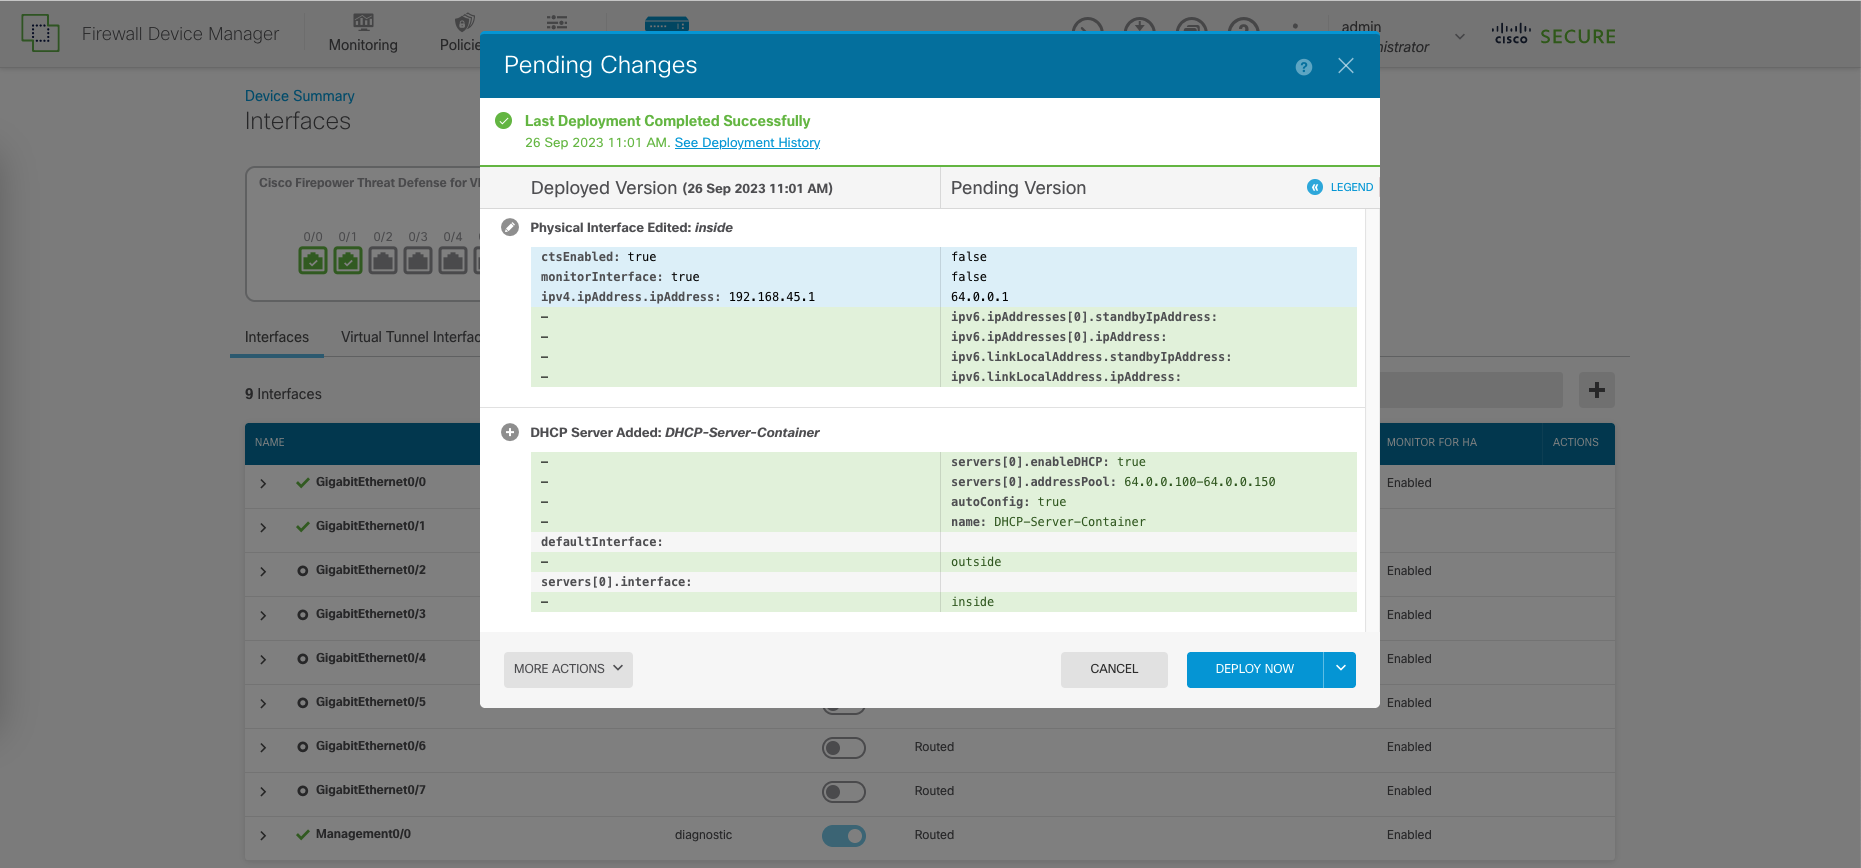 Firewall Device Manager
Monitoring
Policie
admin
nistrator
cisco SECURE
Device Summary
Interfaces
Cisco Firepower Threat Defense for V
0/0 0/1 0/2 0/3 0/4
Interfaces
Virtual Tunnel Interfac
9 Interfaces
Pending Changes
?
Last Deployment Completed Successfully
26 Sep 2023 11:01 AM. See Deployment History
Deployed Version (26 Sep 2023 11:01 AM)
Pending Version
LEGEND
Physical Interface Edited: inside
ctsEnabled: true
false
monitorInterface: true
false
ipv4.ipAddress.ipAddress: 192.168.45.1
64.0.0.1
– ipv6.ipAddresses[0].standbyIpAddress:
– ipv6.ipAddresses[0].ipAddress:
– ipv6.linkLocalAddress.standbyIpAddress:
– ipv6.linkLocalAddress.ipAddress:
DHCP Server Added: DHCP-Server-Container
– servers[0].enableDHCP: true
– servers[0].addressPool: 64.0.0.100-64.0.0.150
– autoConfig: true
– name: DHCP-Server-Container
defaultInterface:
– outside
servers[0].interface:
– inside
MORE ACTIONS
CANCEL
DEPLOY NOW
NAME
MONITOR FOR HA
ACTIONS
GigabitEthernet0/0
Enabled
GigabitEthernet0/1
GigabitEthernet0/2
Enabled
GigabitEthernet0/3
Enabled
GigabitEthernet0/4
Enabled
GigabitEthernet0/5
Enabled
GigabitEthernet0/6
Routed
Enabled
GigabitEthernet0/7
Routed
Enabled
Management0/0
diagnostic
Routed
Enabled